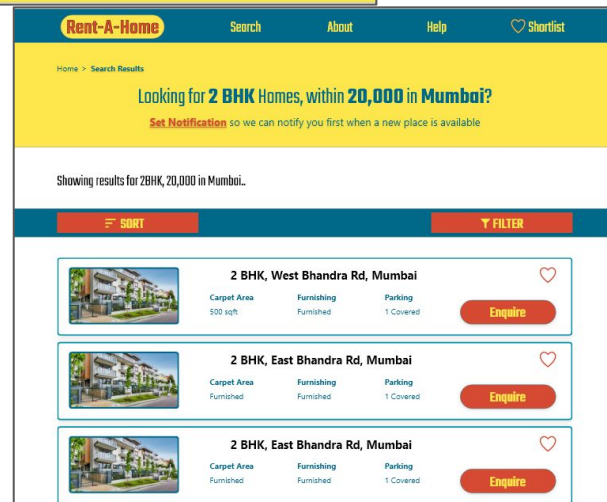 Rent-A-Home Search About Help Shortlist
Home > Search Results
Looking for 2 BHK Homes, within 20,000 in Mumbai?
Set Notification so we can notify you first when a new place is available
Showing results for 2BHK, 20,000 in Mumbai..
SORT FILTER
2 BHK, West Bhandra Rd, Mumbai
Carpet Area Furnishing Parking
500 sqft Furnished 1 Covered
Enquire
2 BHK, East Bhandra Rd, Mumbai
Carpet Area Furnishing Parking
Furnished Furnished 1 Covered
Enquire
2 BHK, East Bhandra Rd, Mumbai
Carpet Area Furnishing Parking
Furnished Furnished 1 Covered
Enquire